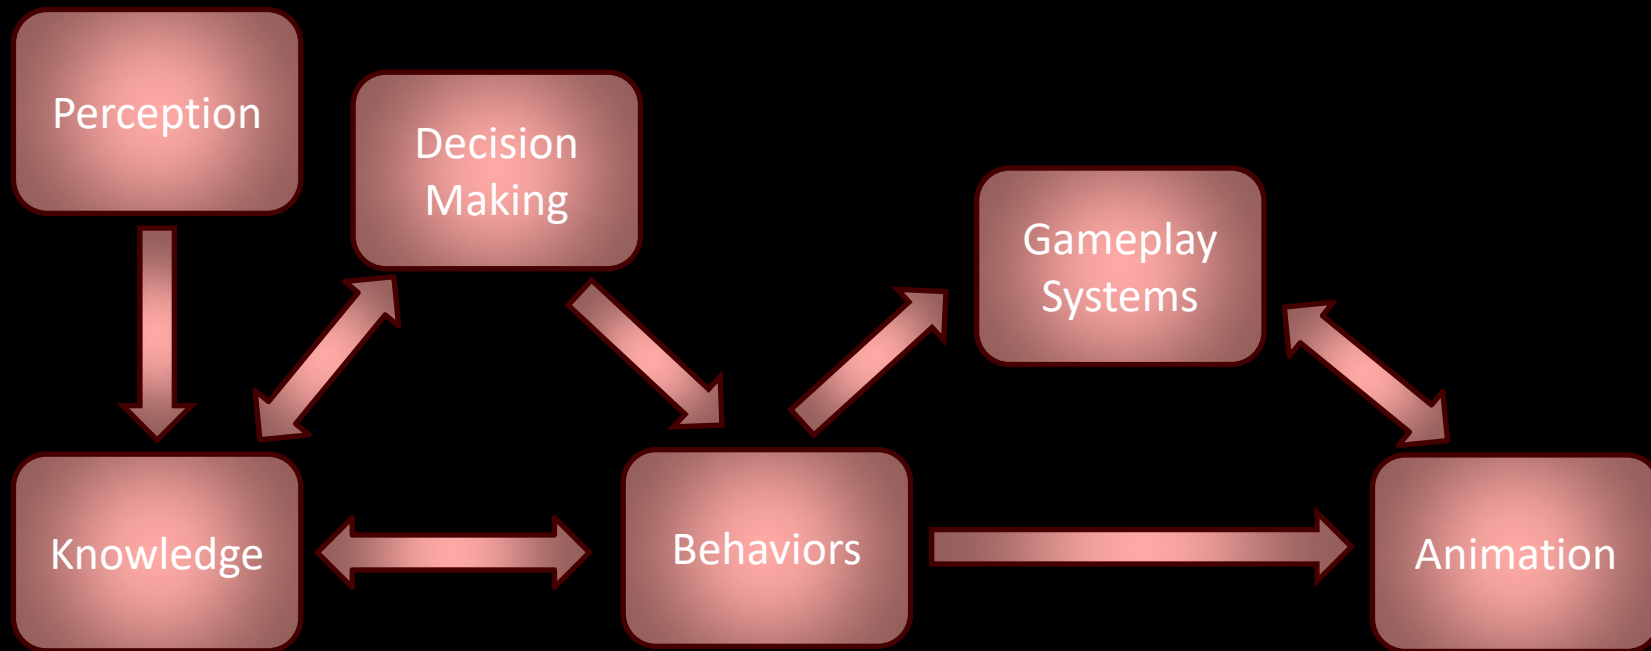 Perception
Decision
Making
Gameplay
Systems
Knowledge
Behaviors
Animation